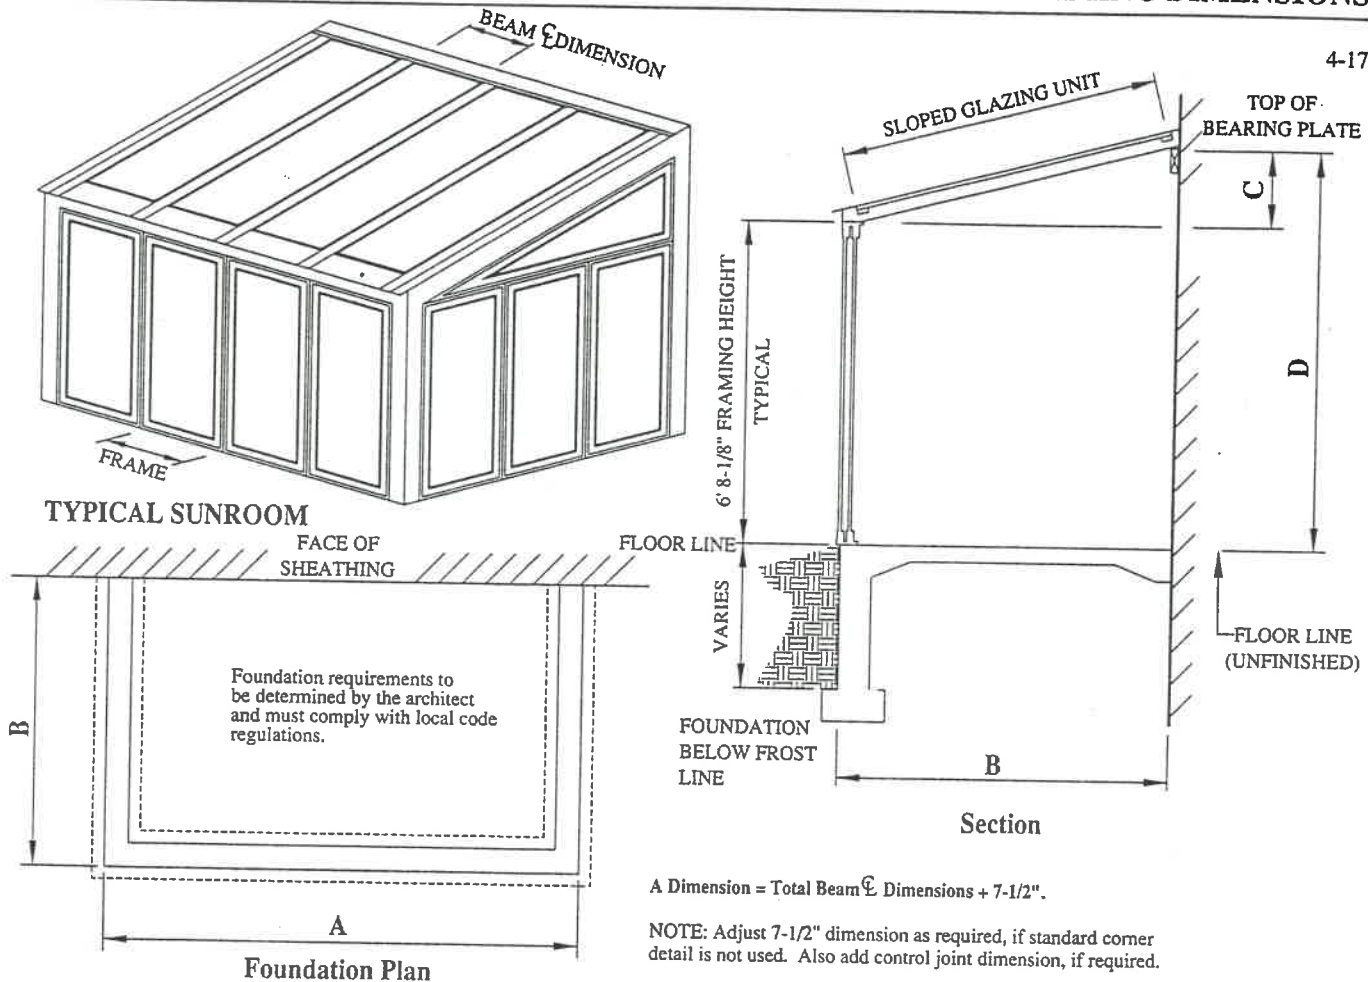 DIMENSIONS
4-17
BEAM ℄ DIMENSION
SLOPED GLAZING UNIT
TOP OF
BEARING PLATE
C
D
6' 8-1/8" FRAMING HEIGHT
TYPICAL
FRAME
TYPICAL SUNROOM
FACE OF
SHEATHING
FLOOR LINE
VARIES
FLOOR LINE
(UNFINISHED)
Foundation requirements to
be determined by the architect
and must comply with local code
regulations.
B
FOUNDATION
BELOW FROST
LINE
B
Section
A
Foundation Plan
A Dimension = Total Beam ℄ Dimensions + 7-1/2".
NOTE: Adjust 7-1/2" dimension as required, if standard corner
detail is not used. Also add control joint dimension, if required.